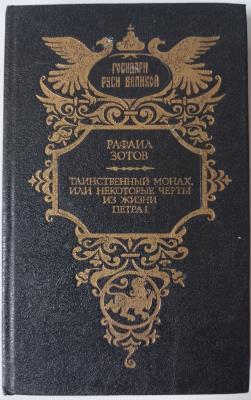 ГОСУДАРИ
РУСИ ВЕЛИКОЙ
РАФАИЛ
ЗОТОВ
ТАИНСТВЕННЫЙ МОНАХ,
ИЛИ НЕКОТОРЫЕ ЧЕРТЫ
ИЗ ЖИЗНИ
ПЕТРА I